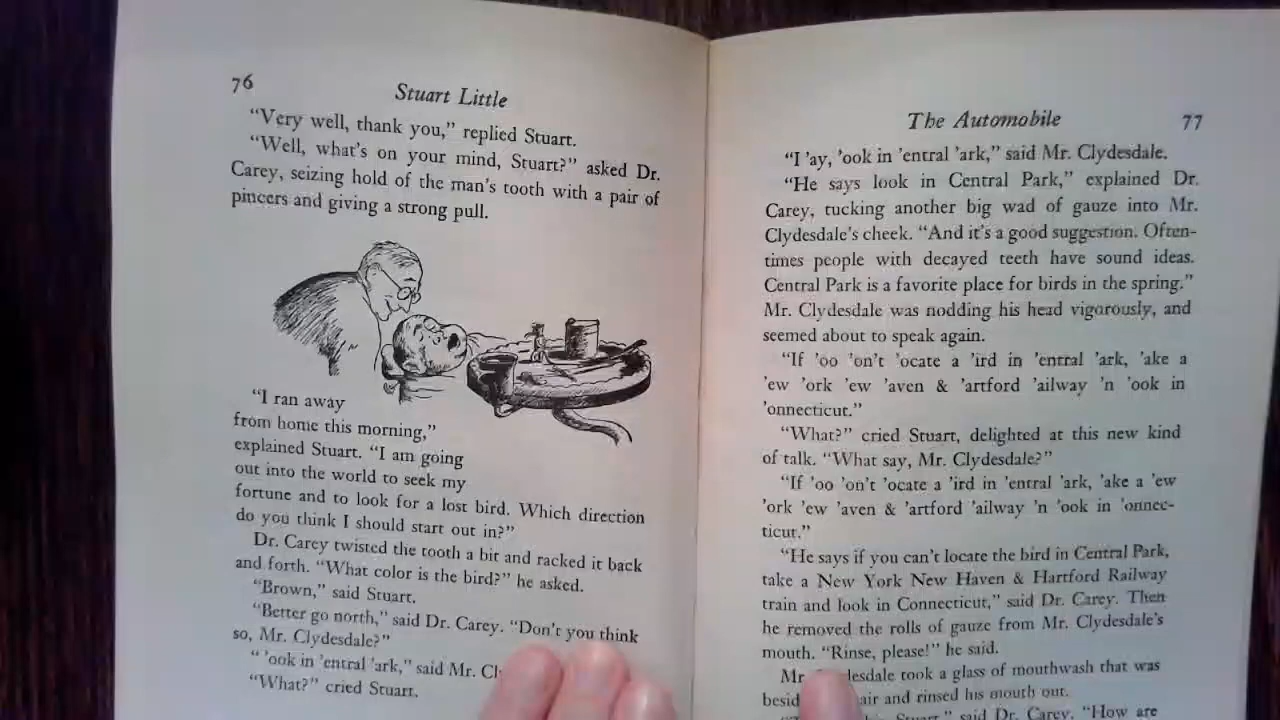 76
Stuart Little
“Very well, thank you,” replied Stuart.
“Well, what's on your mind, Stuart?” asked Dr.
Carey, seizing hold of the man's tooth with a pair of
pincers and giving a strong pull.
“I ran away
from home this morning,”
explained Stuart. “I am going
out into the world to seek my
fortune and to look for a lost bird. Which direction
do you think I should start out in?”
Dr. Carey twisted the tooth a bit and racked it back
and forth. “What color is the bird?” he asked.
“Brown,” said Stuart.
“Better go north,” said Dr. Carey. “Don't you think
so, Mr. Clydesdale?”
“ 'ook in 'entral 'ark,” said Mr. Cl
“What?” cried Stuart.
The Automobile
77
“I 'ay, 'ook in 'entral 'ark,” said Mr. Clydesdale.
“He says look in Central Park,” explained Dr.
Carey, tucking another big wad of gauze into Mr.
Clydesdale's cheek. “And it's a good suggestion. Often-
times people with decayed teeth have sound ideas.
Central Park is a favorite place for birds in the spring.”
Mr. Clydesdale was nodding his head vigorously, and
seemed about to speak again.
“If 'oo 'on't 'ocate a 'ird in 'entral 'ark, 'ake a
'ew 'ork 'ew 'aven & 'artford 'ailway 'n 'ook in
'onnecticut.”
“What?” cried Stuart, delighted at this new kind
of talk. “What say, Mr. Clydesdale?”
“If 'oo 'on't 'ocate a 'ird in 'entral 'ark, 'ake a 'ew
'ork 'ew 'aven & 'artford 'ailway 'n 'ook in 'onnec-
ticut.”
“He says if you can't locate the bird in Central Park,
take a New York New Haven & Hartford Railway
train and look in Connecticut,” said Dr. Carey. Then
he removed the rolls of gauze from Mr. Clydesdale's
mouth. “Rinse, please!” he said.
Mr lesdale took a glass of mouthwash that was
besid air and rinsed his mouth out.
Stuart,” said Dr. Carey. “How are